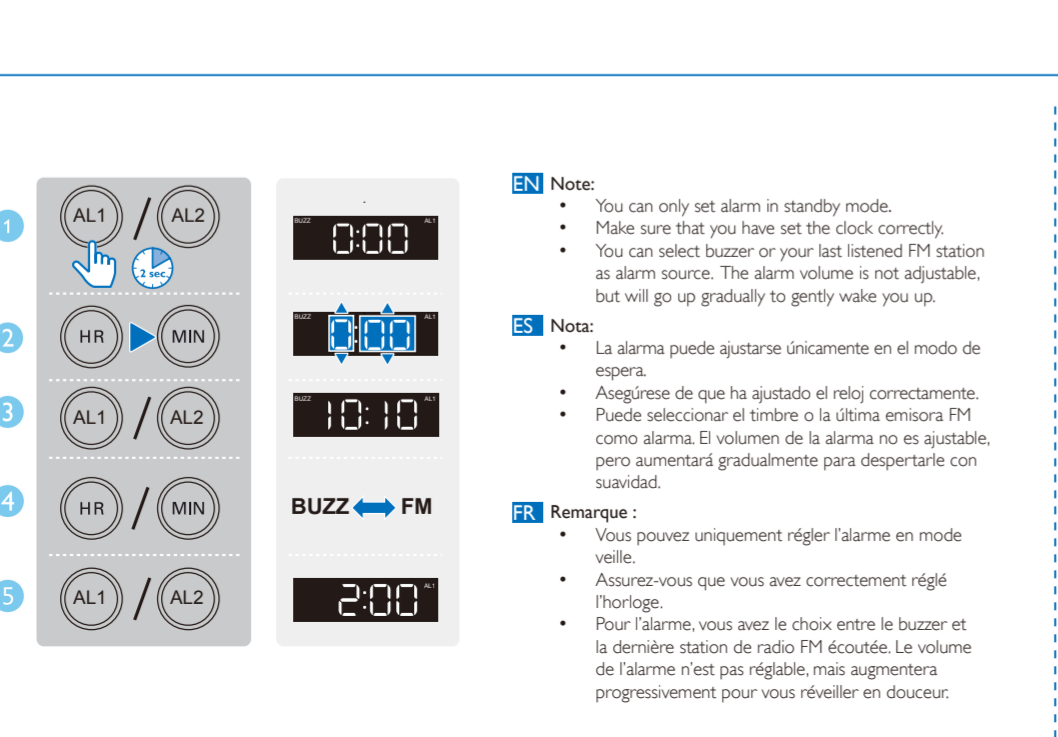 1
AL1 / AL2
2 sec.
BUZZ 0:00 AL1
2
HR MIN
BUZZ 0:00 AL1
3
AL1 / AL2
BUZZ 10:10 AL1
4
HR / MIN
BUZZ FM
5
AL1 / AL2
2:00 AL1
EN Note:
• You can only set alarm in standby mode.
• Make sure that you have set the clock correctly.
• You can select buzzer or your last listened FM station
as alarm source. The alarm volume is not adjustable,
but will go up gradually to gently wake you up.
ES Nota:
• La alarma puede ajustarse únicamente en el modo de
espera.
• Asegúrese de que ha ajustado el reloj correctamente.
• Puede seleccionar el timbre o la última emisora FM
como alarma. El volumen de la alarma no es ajustable,
pero aumentará gradualmente para despertarle con
suavidad.
FR Remarque :
• Vous pouvez uniquement régler l’alarme en mode
veille.
• Assurez-vous que vous avez correctement réglé
l’horloge.
• Pour l’alarme, vous avez le choix entre le buzzer et
la dernière station de radio FM écoutée. Le volume
de l’alarme n’est pas réglable, mais augmentera
progressivement pour vous réveiller en douceur.